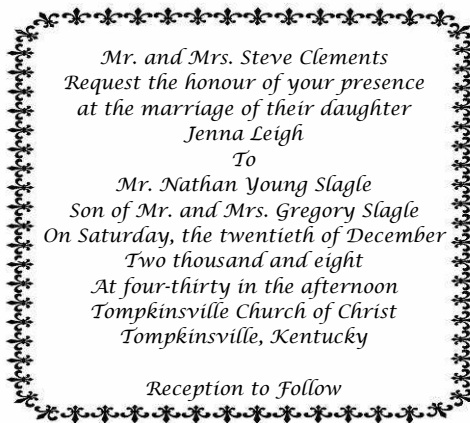 Mr. and Mrs. Steve Clements
Request the honour of your presence
at the marriage of their daughter
Jenna Leigh
To
Mr. Nathan Young Slagle
Son of Mr. and Mrs. Gregory Slagle
On Saturday, the twentieth of December
Two thousand and eight
At four-thirty in the afternoon
Tompkinsville Church of Christ
Tompkinsville, Kentucky
Reception to Follow